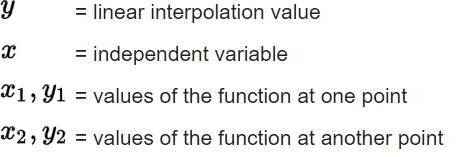 y = linear interpolation value
x = independent variable
x₁, y₁ = values of the function at one point
x₂, y₂ = values of the function at another point